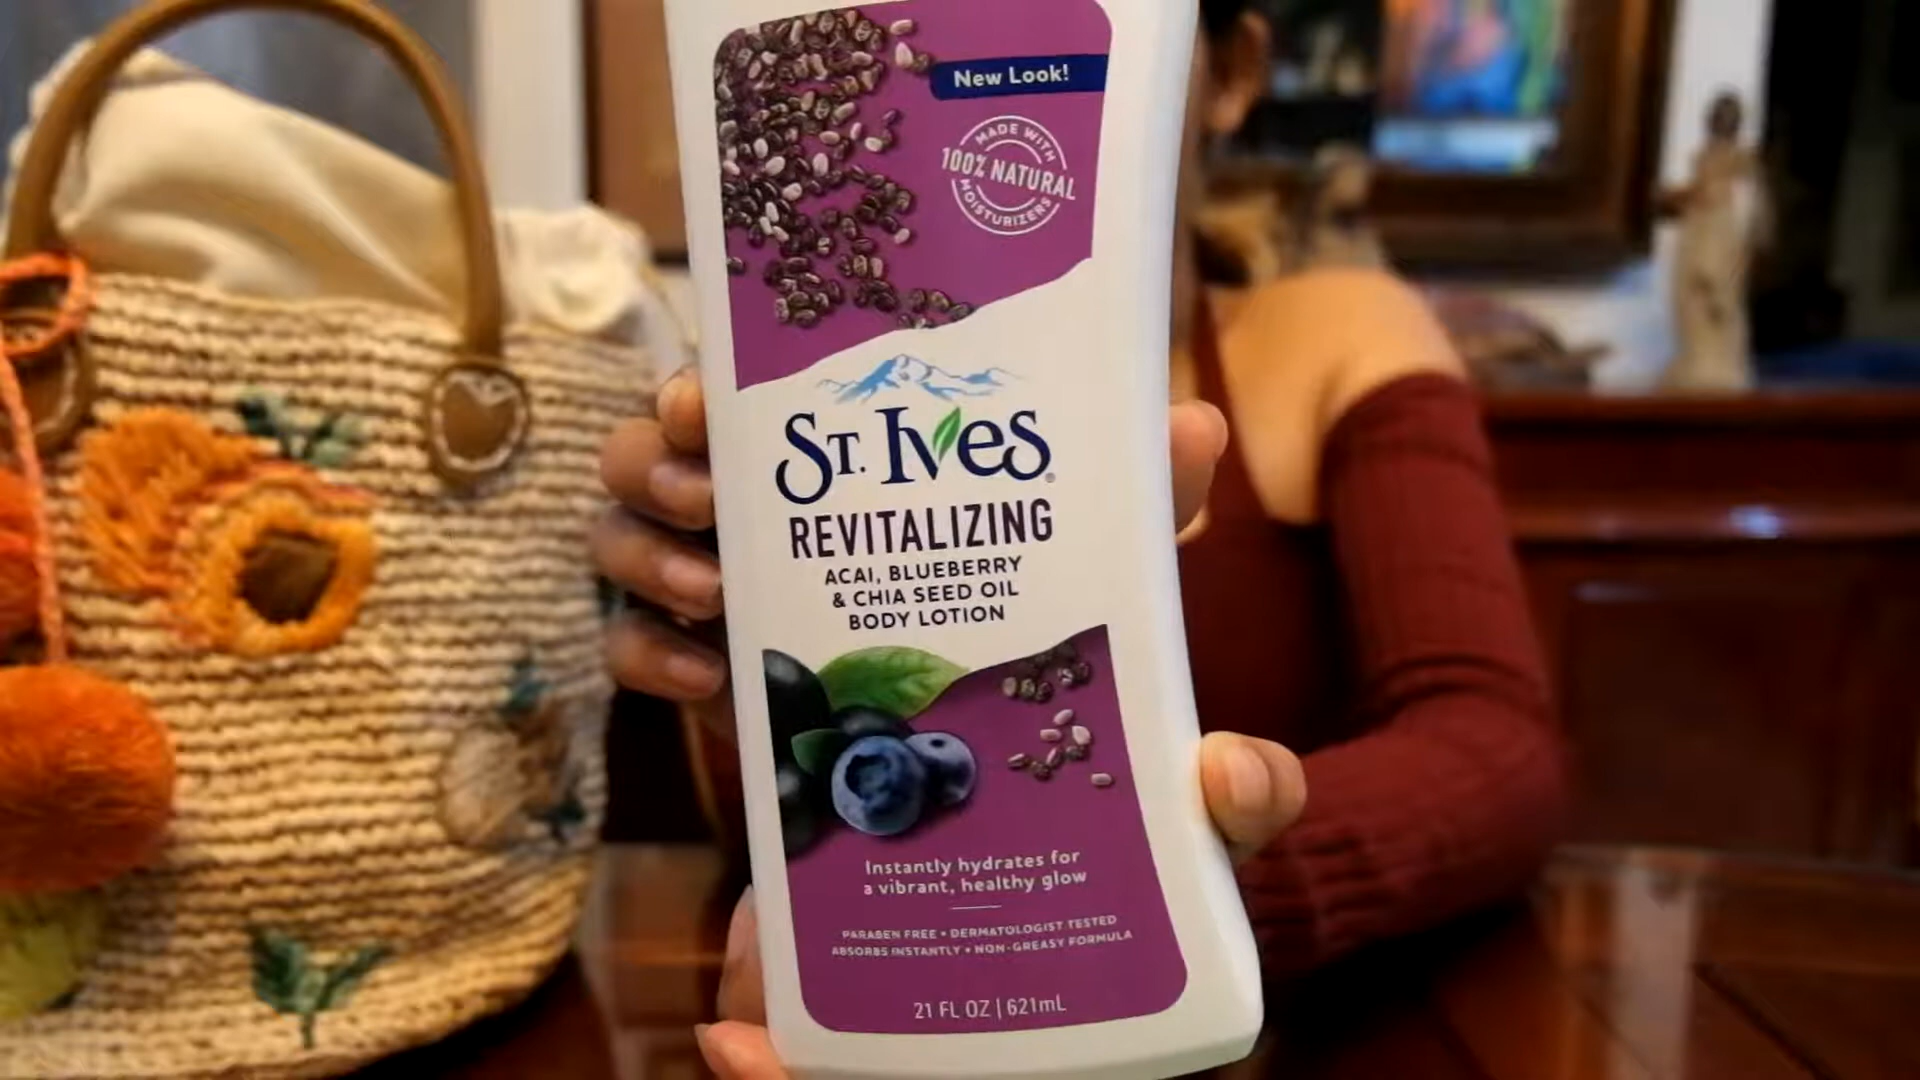 New Look!
MADE WITH
100% NATURAL
MOISTURIZERS
ST. IVES®
REVITALIZING
ACAI, BLUEBERRY
& CHIA SEED OIL
BODY LOTION
Instantly hydrates for
a vibrant, healthy glow
PARABEN FREE • DERMATOLOGIST TESTED
ABSORBS INSTANTLY • NON-GREASY FORMULA
21 FL OZ | 621mL